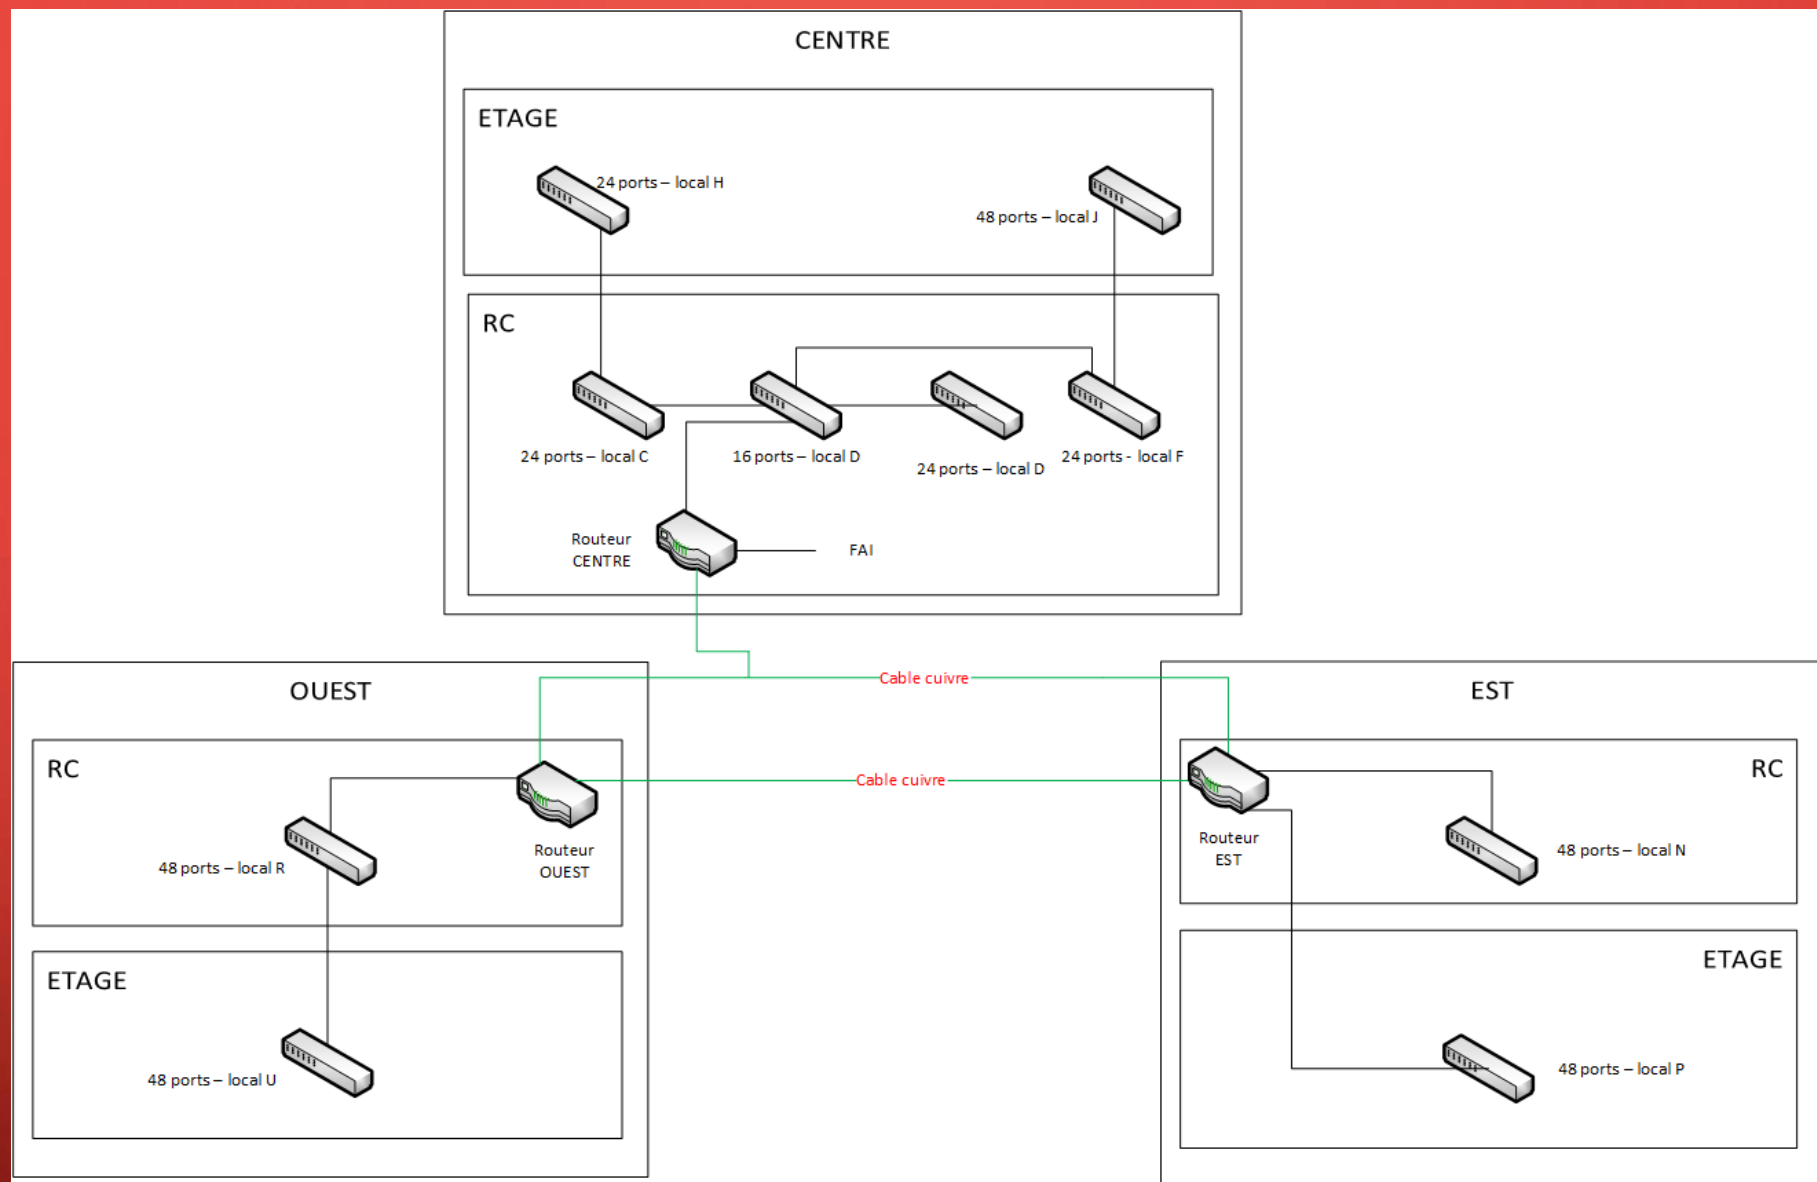 CENTRE
ETAGE
24 ports – local H
48 ports – local J
RC
24 ports – local C
16 ports – local D
24 ports – local D
24 ports - local F
Routeur
CENTRE
FAI
Cable cuivre
OUEST
EST
RC
RC
Cable cuivre
48 ports – local R
Routeur
OUEST
Routeur
EST
48 ports – local N
ETAGE
ETAGE
48 ports – local U
48 ports – local P